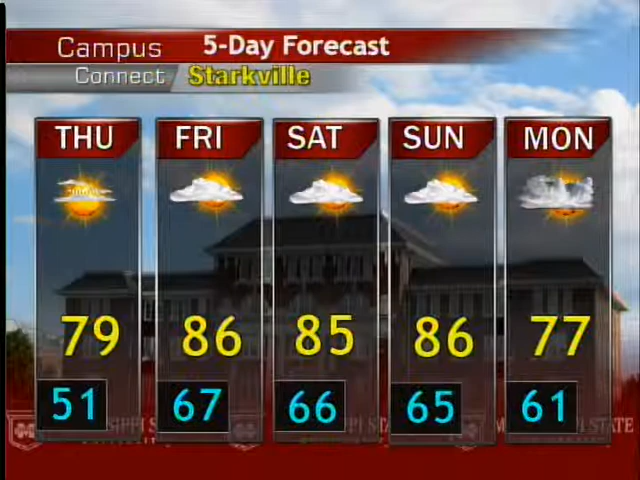 Campus 5-Day Forecast
Connect Starkville
THU FRI SAT SUN MON
79 86 85 86 77
51 67 66 65 61
STATE